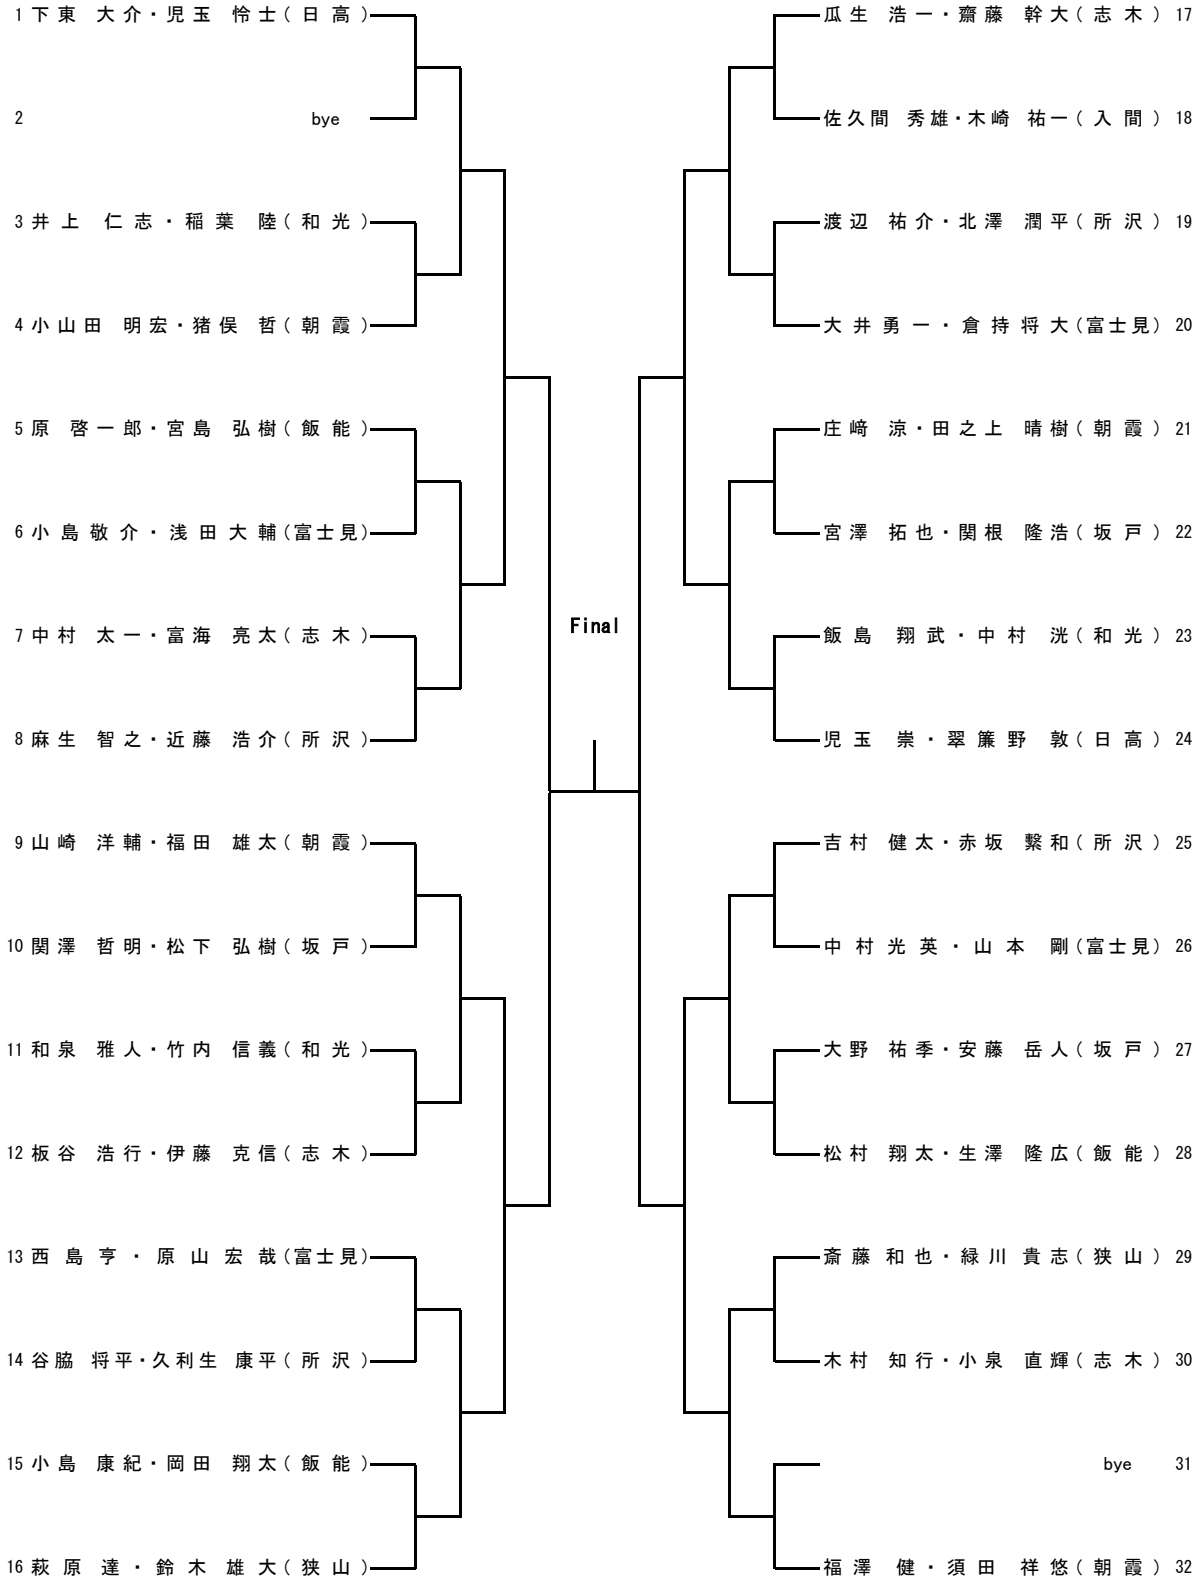 1 下東 大介・児玉 怜士(日高)
2 bye
3 井上 仁志・稲葉 陸(和光)
4 小山田 明宏・猪俣 哲(朝霞)
5 原 啓一郎・宮島 弘樹(飯能)
6 小島敬介・浅田大輔(富士見)
7 中村 太一・富海 亮太(志木)
8 麻生 智之・近藤 浩介(所沢)
9 山崎 洋輔・福田 雄太(朝霞)
10 関澤 哲明・松下 弘樹(坂戸)
11 和泉 雅人・竹内 信義(和光)
12 板谷 浩行・伊藤 克信(志木)
13 西島亨・原山宏哉(富士見)
14 谷脇 将平・久利生 康平(所沢)
15 小島 康紀・岡田 翔太(飯能)
16 萩原達・鈴木雄大(狭山)
Final
瓜生 浩一・齋藤 幹大(志木) 17
佐久間 秀雄・木崎 祐一(入間) 18
渡辺 祐介・北澤 潤平(所沢) 19
大井勇一・倉持将大(富士見) 20
庄﨑 涼・田之上 晴樹(朝霞) 21
宮澤 拓也・関根 隆浩(坂戸) 22
飯島 翔武・中村 洸(和光) 23
児玉 崇・翠簾野 敦(日高) 24
吉村 健太・赤坂 繫和(所沢) 25
中村光英・山本 剛(富士見) 26
大野 祐季・安藤 岳人(坂戸) 27
松村 翔太・生澤 隆広(飯能) 28
斎藤和也・緑川貴志(狭山) 29
木村 知行・小泉 直輝(志木) 30
bye 31
福澤 健・須田 祥悠(朝霞) 32